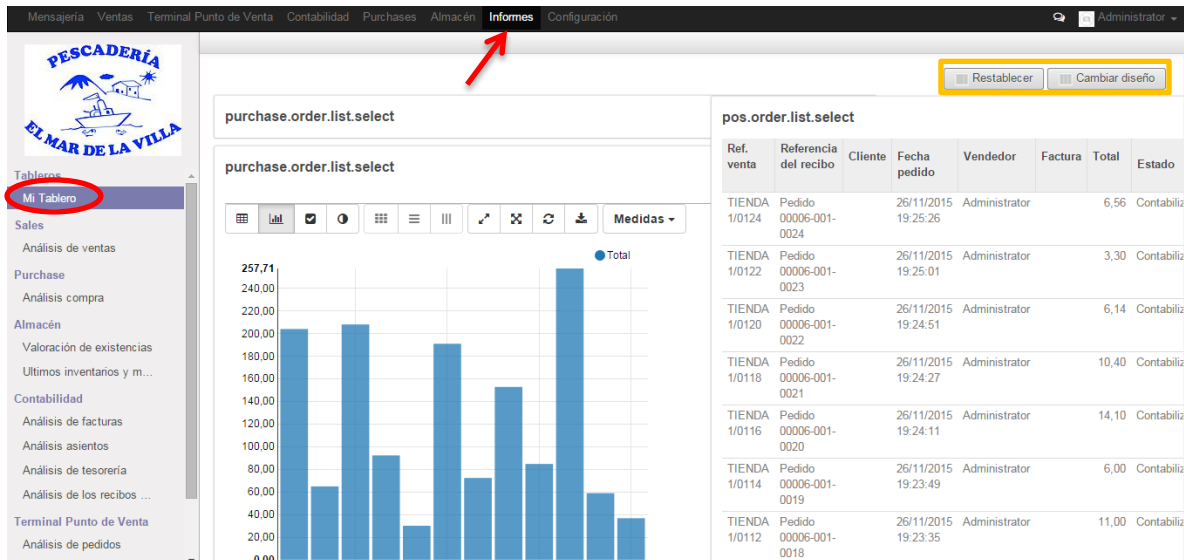 Mensajería Ventas Terminal Punto de Venta Contabilidad Purchases Almacén Informes Configuración Administrator
PESCADERÍA
EL MAR DE LA VILLA
Tableros
Mi Tablero
Sales
Análisis de ventas
Purchase
Análisis compra
Almacén
Valoración de existencias
Ultimos inventarios y m...
Contabilidad
Análisis de facturas
Análisis asientos
Análisis de tesorería
Análisis de los recibos ...
Terminal Punto de Venta
Análisis de pedidos
Restablecer Cambiar diseño
purchase.order.list.select
purchase.order.list.select
Medidas
Total
257,71
240,00
220,00
200,00
180,00
160,00
140,00
120,00
100,00
80,00
60,00
40,00
20,00
0,00
pos.order.list.select
Ref. venta Referencia del recibo Cliente Fecha pedido Vendedor Factura Total Estado
TIENDA Pedido 26/11/2015 Administrator 6,56 Contabiliz
1/0124 00006-001- 19:25:26
0024
TIENDA Pedido 26/11/2015 Administrator 3,30 Contabiliz
1/0122 00006-001- 19:25:01
0023
TIENDA Pedido 26/11/2015 Administrator 6,14 Contabiliz
1/0120 00006-001- 19:24:51
0022
TIENDA Pedido 26/11/2015 Administrator 10,40 Contabiliz
1/0118 00006-001- 19:24:27
0021
TIENDA Pedido 26/11/2015 Administrator 14,10 Contabiliz
1/0116 00006-001- 19:24:11
0020
TIENDA Pedido 26/11/2015 Administrator 6,00 Contabiliz
1/0114 00006-001- 19:23:49
0019
TIENDA Pedido 26/11/2015 Administrator 11,00 Contabiliz
1/0112 00006-001- 19:23:35
0018